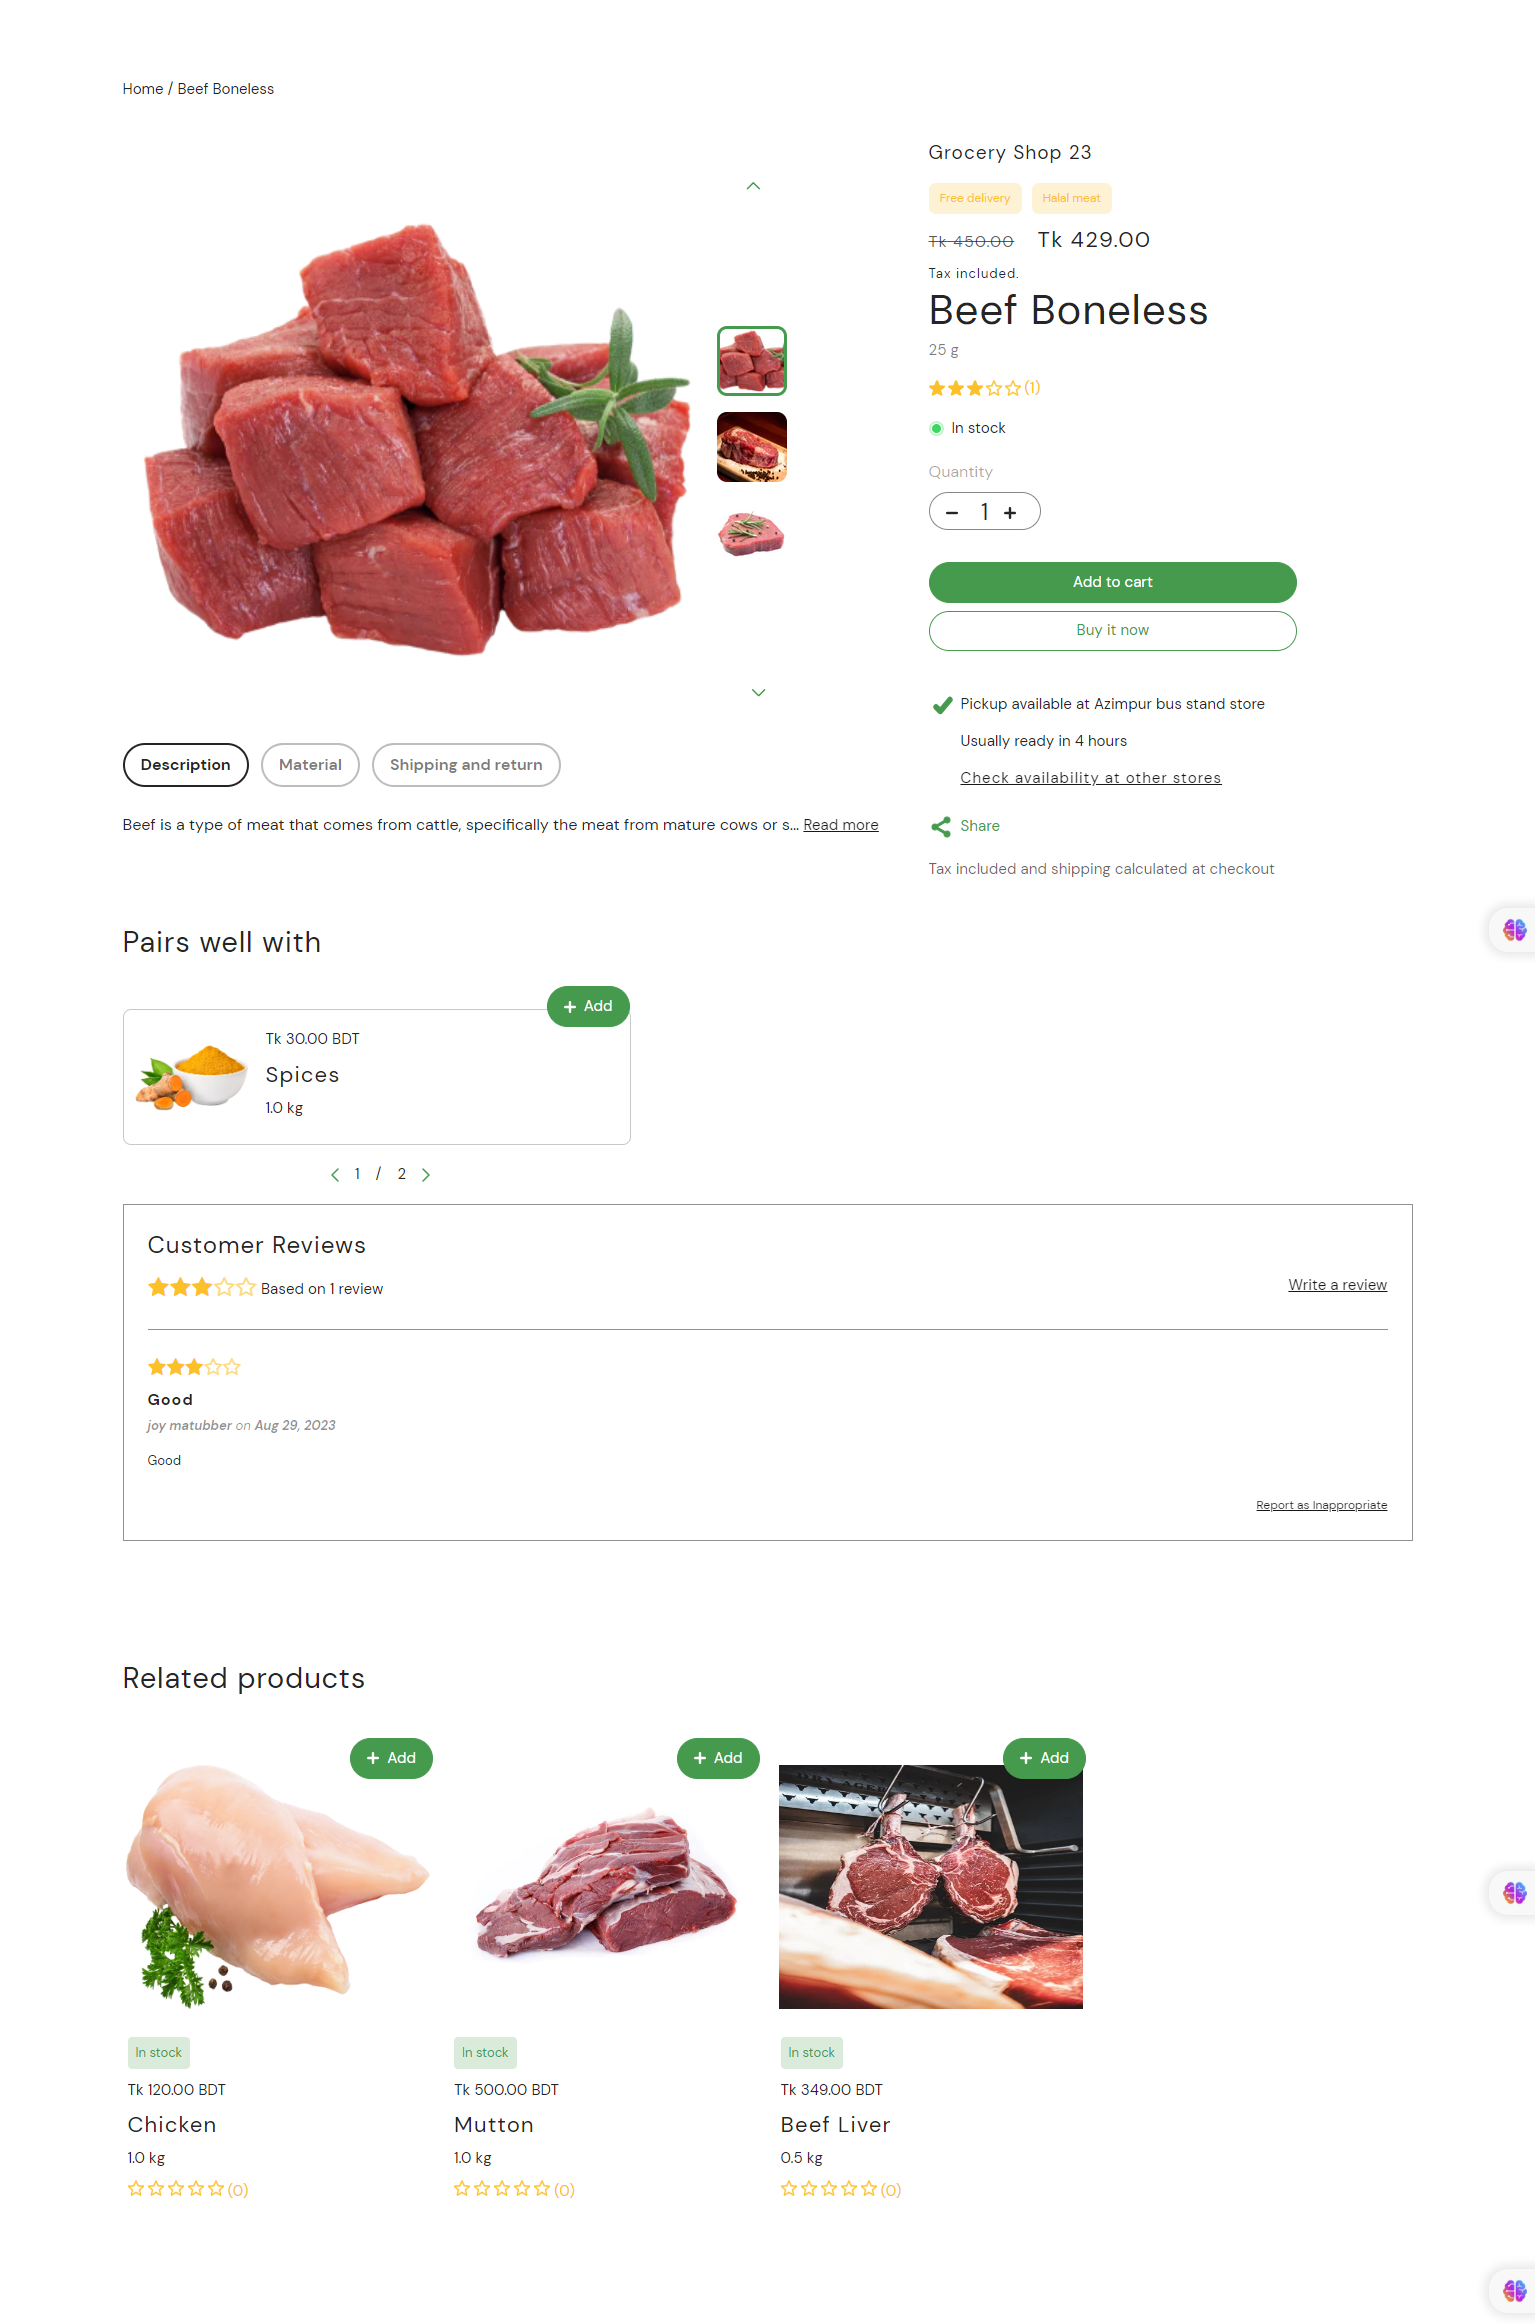 Home / Beef Boneless
Grocery Shop 23
Free delivery
Halal meat
Tk 450.00
Tk 429.00
Tax included.
Beef Boneless
25 g
(1)
In stock
Quantity
1
Add to cart
Buy it now
Pickup available at Azimpur bus stand store
Usually ready in 4 hours
Check availability at other stores
Share
Tax included and shipping calculated at checkout
Description
Material
Shipping and return
Beef is a type of meat that comes from cattle, specifically the meat from mature cows or s... Read more
Pairs well with
Add
Tk 30.00 BDT
Spices
1.0 kg
1 / 2
Customer Reviews
Based on 1 review
Write a review
Good
joy matubber on Aug 29, 2023
Good
Report as Inappropriate
Related products
Add
In stock
Tk 120.00 BDT
Chicken
1.0 kg
(0)
Add
In stock
Tk 500.00 BDT
Mutton
1.0 kg
(0)
Add
In stock
Tk 349.00 BDT
Beef Liver
0.5 kg
(0)